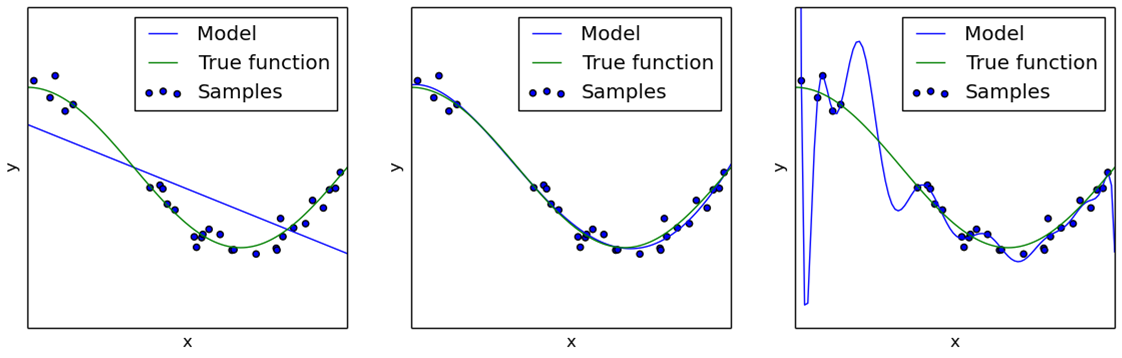 Model
True function
Samples
y
x
Model
True function
Samples
y
x
Model
True function
Samples
y
x